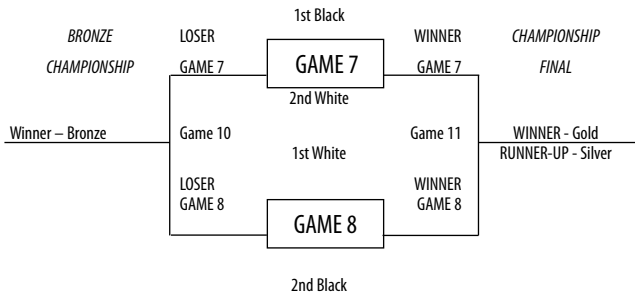 1st Black
BRONZE LOSER WINNER CHAMPIONSHIP
CHAMPIONSHIP GAME 7 GAME 7 GAME 7 FINAL
2nd White
Winner – Bronze Game 10 Game 11 WINNER - Gold
1st White RUNNER-UP - Silver
LOSER WINNER
GAME 8 GAME 8
GAME 8
2nd Black